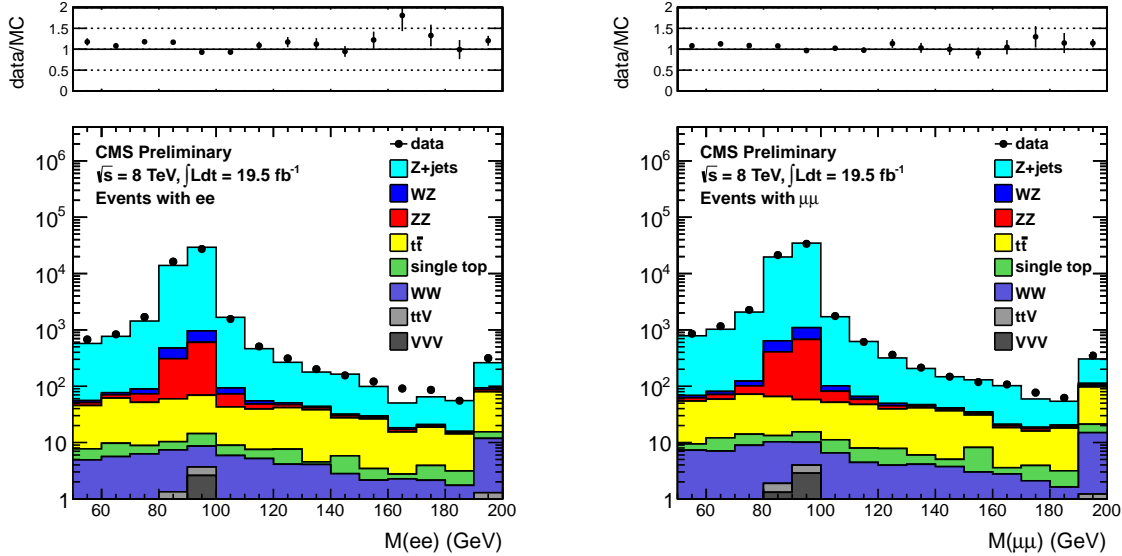 data/MC
2
1.5
1
0.5
0
CMS Preliminary
√s = 8 TeV, ∫Ldt = 19.5 fb⁻¹
Events with ee
data
Z+jets
WZ
ZZ
tt̄
single top
WW
ttV
VVV
10⁶
10⁵
10⁴
10³
10²
10
1
60 80 100 120 140 160 180 200
M(ee) (GeV)
data/MC
2
1.5
1
0.5
0
CMS Preliminary
√s = 8 TeV, ∫Ldt = 19.5 fb⁻¹
Events with μμ
data
Z+jets
WZ
ZZ
tt̄
single top
WW
ttV
VVV
10⁶
10⁵
10⁴
10³
10²
10
1
60 80 100 120 140 160 180 200
M(μμ) (GeV)